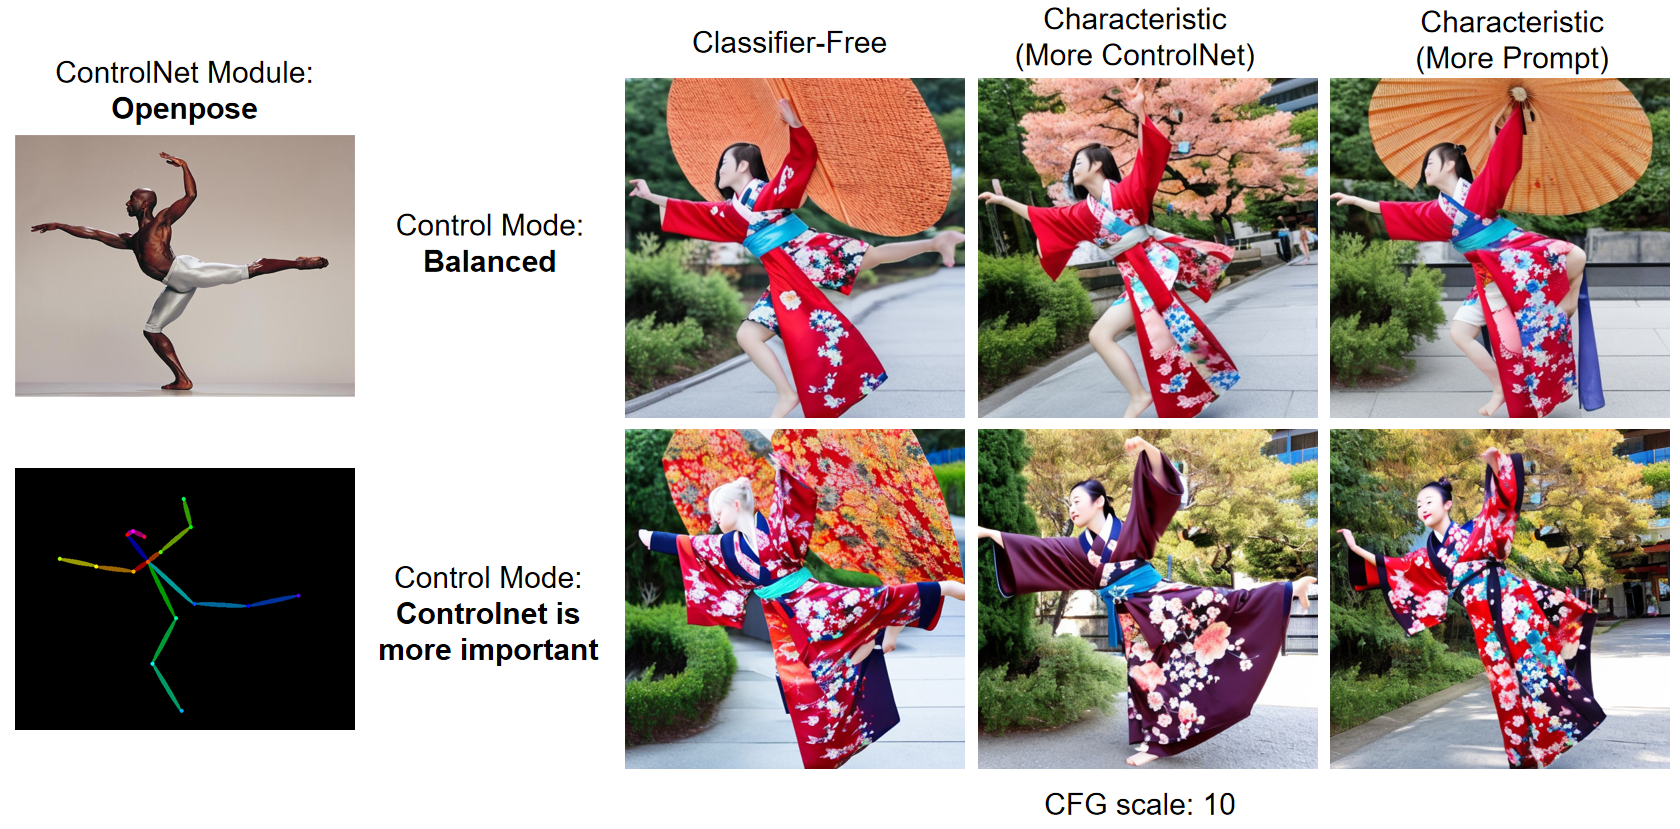 ControlNet Module:
Openpose
Classifier-Free
Characteristic
(More ControlNet)
Characteristic
(More Prompt)
Control Mode:
Balanced
Control Mode:
Controlnet is
more important
CFG scale: 10